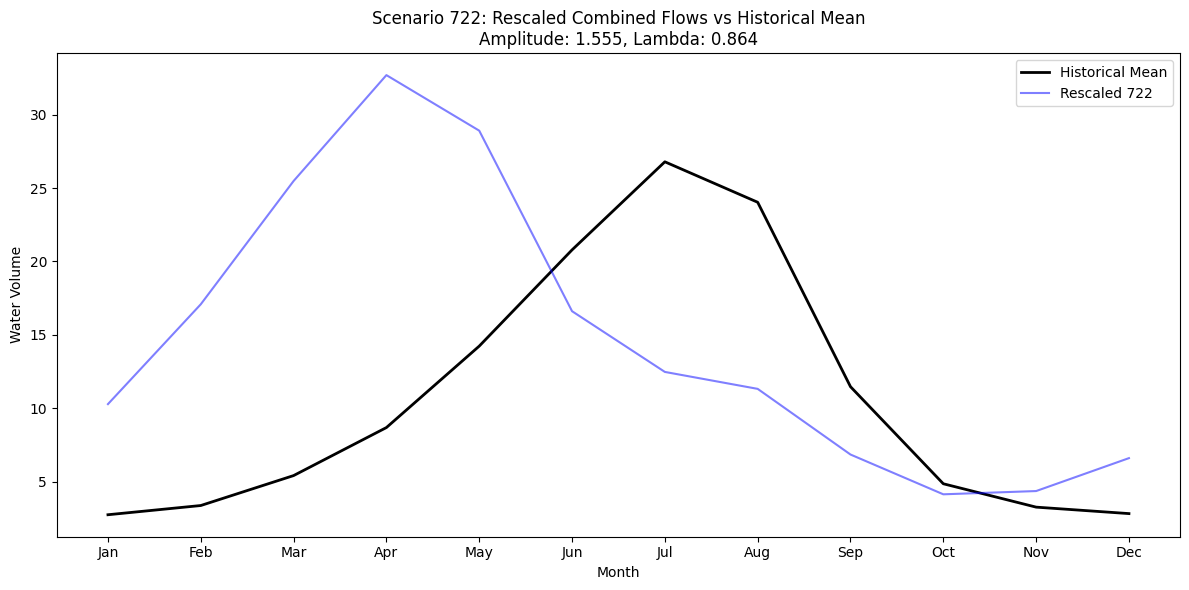 Scenario 722: Rescaled Combined Flows vs Historical Mean
Amplitude: 1.555, Lambda: 0.864
Historical Mean
Rescaled 722
Water Volume
30
25
20
15
10
5
Jan Feb Mar Apr May Jun Jul Aug Sep Oct Nov Dec
Month